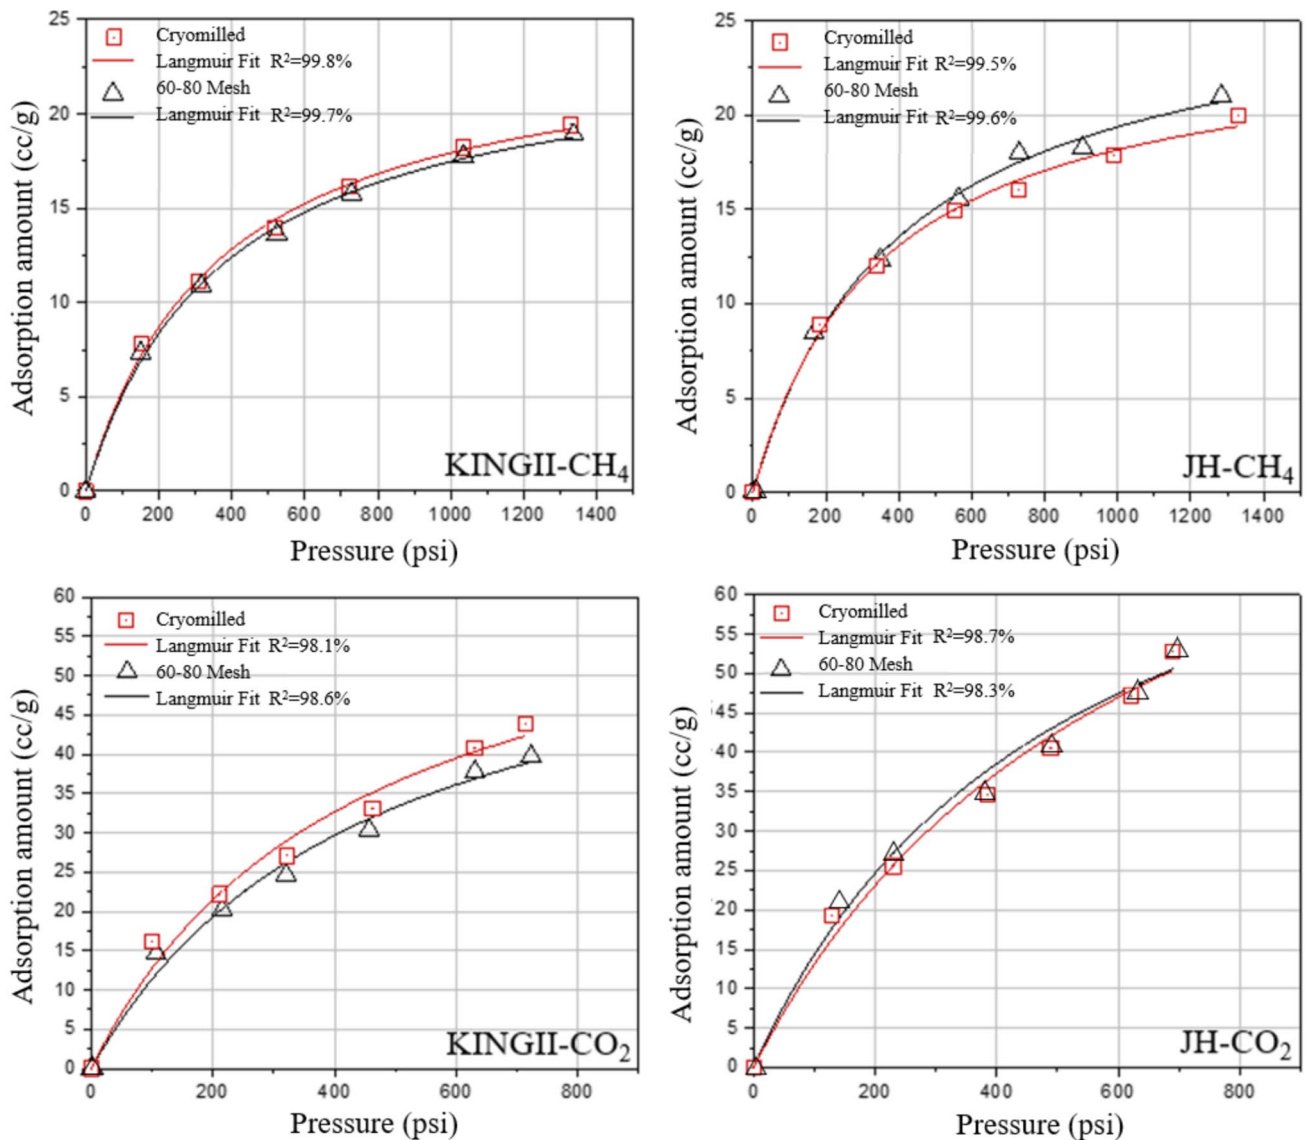 25
20
15
10
5
0
Adsorption amount (cc/g)
Cryomilled
Langmuir Fit R²=99.8%
60-80 Mesh
Langmuir Fit R²=99.7%
KINGII-CH₄
0 200 400 600 800 1000 1200 1400
Pressure (psi)
25
20
15
10
5
0
Adsorption amount (cc/g)
Cryomilled
Langmuir Fit R²=99.5%
60-80 Mesh
Langmuir Fit R²=99.6%
JH-CH₄
0 200 400 600 800 1000 1200 1400
Pressure (psi)
60
55
50
45
40
35
30
25
20
15
10
5
0
Adsorption amount (cc/g)
Cryomilled
Langmuir Fit R²=98.1%
60-80 Mesh
Langmuir Fit R²=98.6%
KINGII-CO₂
0 200 400 600 800
Pressure (psi)
60
55
50
45
40
35
30
25
20
15
10
5
0
Adsorption amount (cc/g)
Cryomilled
Langmuir Fit R²=98.7%
60-80 Mesh
Langmuir Fit R²=98.3%
JH-CO₂
0 200 400 600 800
Pressure (psi)